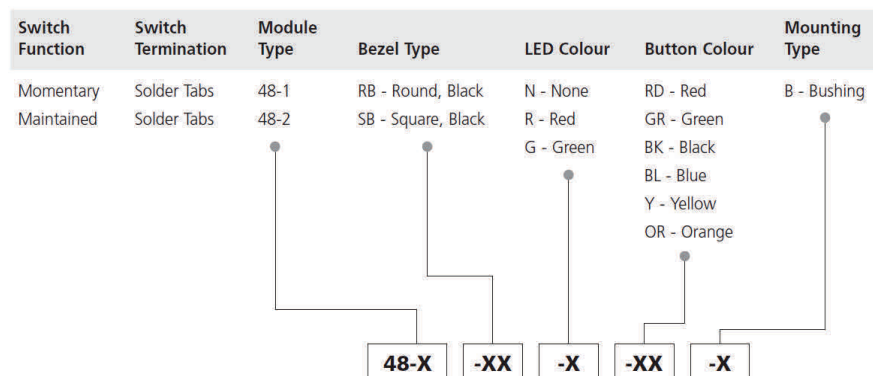 Switch Function Switch Termination Module Type Bezel Type LED Colour Button Colour Mounting Type
Momentary Solder Tabs 48-1 RB - Round, Black N - None RD - Red B - Bushing
Maintained Solder Tabs 48-2 SB - Square, Black R - Red GR - Green
G - Green BK - Black
BL - Blue
Y - Yellow
OR - Orange
48-X -XX -X -XX -X